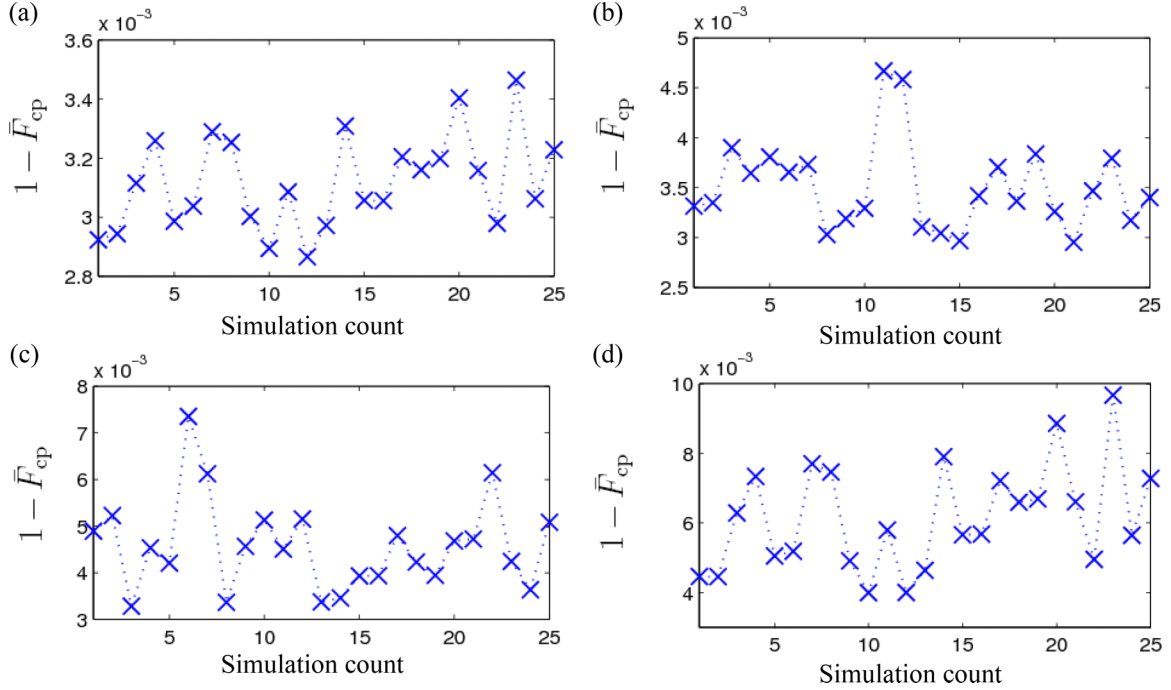 (a)
x 10⁻³
3.6
3.4
3.2
3
2.8
1 − F̄cp
5 10 15 20 25
Simulation count
(b)
x 10⁻³
5
4.5
4
3.5
3
2.5
1 − F̄cp
5 10 15 20 25
Simulation count
(c)
x 10⁻³
8
7
6
5
4
3
1 − F̄cp
5 10 15 20 25
Simulation count
(d)
x 10⁻³
10
8
6
4
1 − F̄cp
5 10 15 20 25
Simulation count